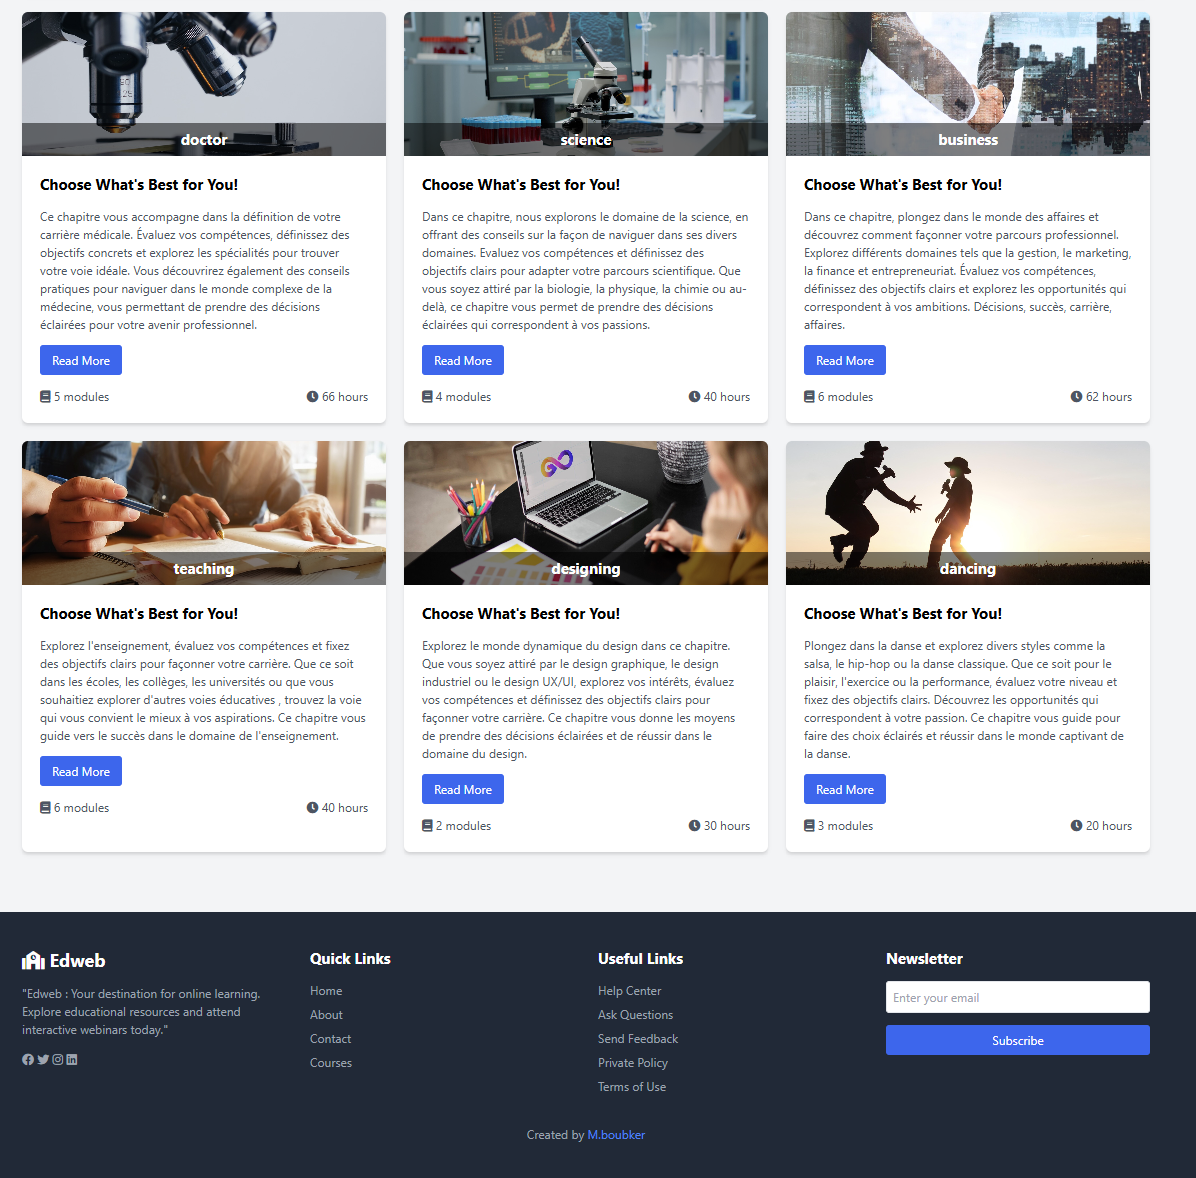 doctor
Choose What's Best for You!
Ce chapitre vous accompagne dans la définition de votre
carrière médicale. Évaluez vos compétences, définissez des
objectifs concrets et explorez les spécialités pour trouver
votre voie idéale. Vous découvrirez également des conseils
pratiques pour naviguer dans le monde complexe de la
médecine, vous permettant de prendre des décisions
éclairées pour votre avenir professionnel.
Read More
5 modules
66 hours
science
Choose What's Best for You!
Dans ce chapitre, nous explorons le domaine de la science, en
offrant des conseils sur la façon de naviguer dans ses divers
domaines. Evaluez vos compétences et définissez des
objectifs clairs pour adapter votre parcours scientifique. Que
vous soyez attiré par la biologie, la physique, la chimie ou au-
delà, ce chapitre vous permet de prendre des décisions
éclairées qui correspondent à vos passions.
Read More
4 modules
40 hours
business
Choose What's Best for You!
Dans ce chapitre, plongez dans le monde des affaires et
découvrez comment façonner votre parcours professionnel.
Explorez différents domaines tels que la gestion, le marketing,
la finance et entrepreneuriat. Évaluez vos compétences,
définissez des objectifs clairs et explorez les opportunités qui
correspondent à vos ambitions. Décisions, succès, carrière,
affaires.
Read More
6 modules
62 hours
teaching
Choose What's Best for You!
Explorez l'enseignement, évaluez vos compétences et fixez
des objectifs clairs pour façonner votre carrière. Que ce soit
dans les écoles, les collèges, les universités ou que vous
souhaitiez explorer d'autres voies éducatives , trouvez la voie
qui vous convient le mieux à vos aspirations. Ce chapitre vous
guide vers le succès dans le domaine de l'enseignement.
Read More
6 modules
40 hours
designing
Choose What's Best for You!
Explorez le monde dynamique du design dans ce chapitre.
Que vous soyez attiré par le design graphique, le design
industriel ou le design UX/UI, explorez vos intérêts, évaluez
vos compétences et définissez des objectifs clairs pour
façonner votre carrière. Ce chapitre vous donne les moyens
de prendre des décisions éclairées et de réussir dans le
domaine du design.
Read More
2 modules
30 hours
dancing
Choose What's Best for You!
Plongez dans la danse et explorez divers styles comme la
salsa, le hip-hop ou la danse classique. Que ce soit pour le
plaisir, l'exercice ou la performance, évaluez votre niveau et
fixez des objectifs clairs. Découvrez les opportunités qui
correspondent à votre passion. Ce chapitre vous guide pour
faire des choix éclairés et réussir dans le monde captivant de
la danse.
Read More
3 modules
20 hours
Edweb
"Edweb : Your destination for online learning.
Explore educational resources and attend
interactive webinars today."
Quick Links
Home
About
Contact
Courses
Useful Links
Help Center
Ask Questions
Send Feedback
Private Policy
Terms of Use
Newsletter
Enter your email
Subscribe
Created by M.boubker